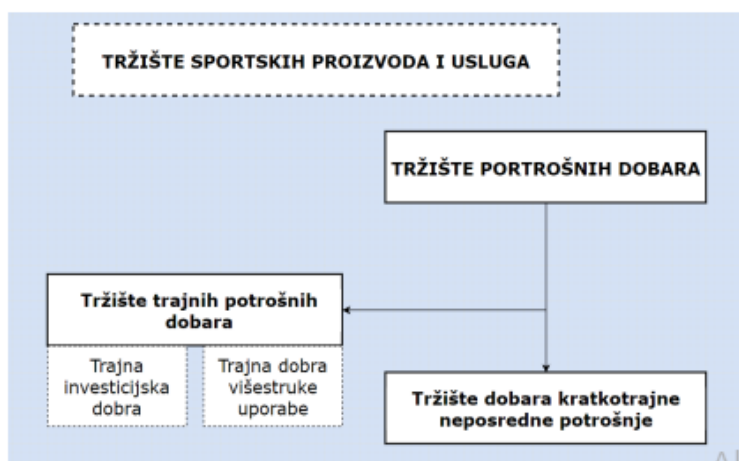 TRŽIŠTE SPORTSKIH PROIZVODA I USLUGA
TRŽIŠTE PORTROŠNIH DOBARA
Tržište trajnih potrošnih
dobara
Trajna
investicijska
dobra
Trajna dobra
višestruke
uporabe
Tržište dobara kratkotrajne
neposredne potrošnje